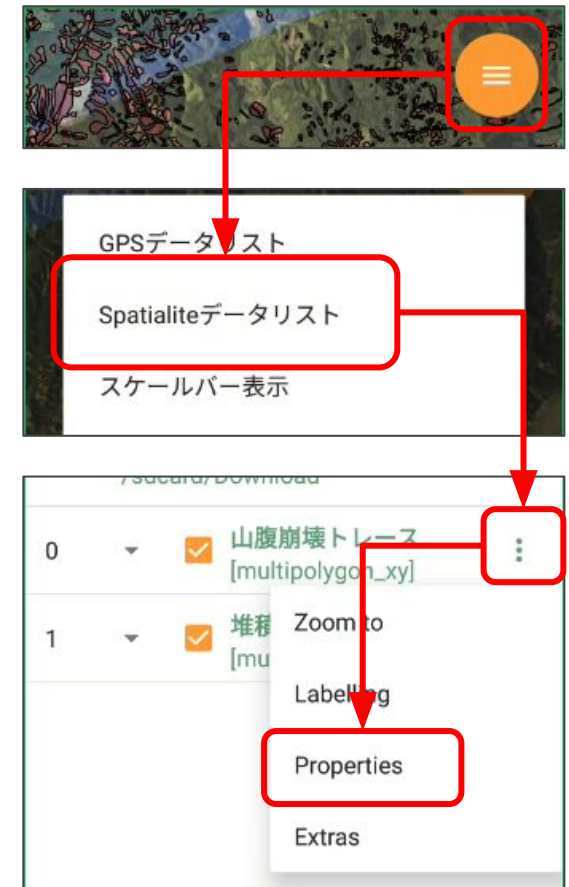 GPSデータリスト
Spatialiteデータリスト
スケールバー表示
/sdcard/Download
0
山腹崩壊トレース
[multipolygon_xy]
1
堆積
[mu
Zoom to
Labelling
Properties
Extras